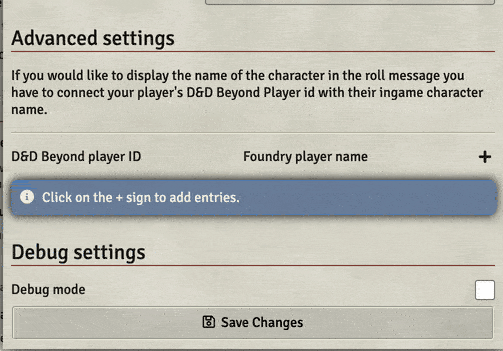 Advanced settings
If you would like to display the name of the character in the roll message you
have to connect your player's D&D Beyond Player id with their ingame character
name.
D&D Beyond player ID Foundry player name +
Click on the + sign to add entries.
Debug settings
Debug mode
Save Changes